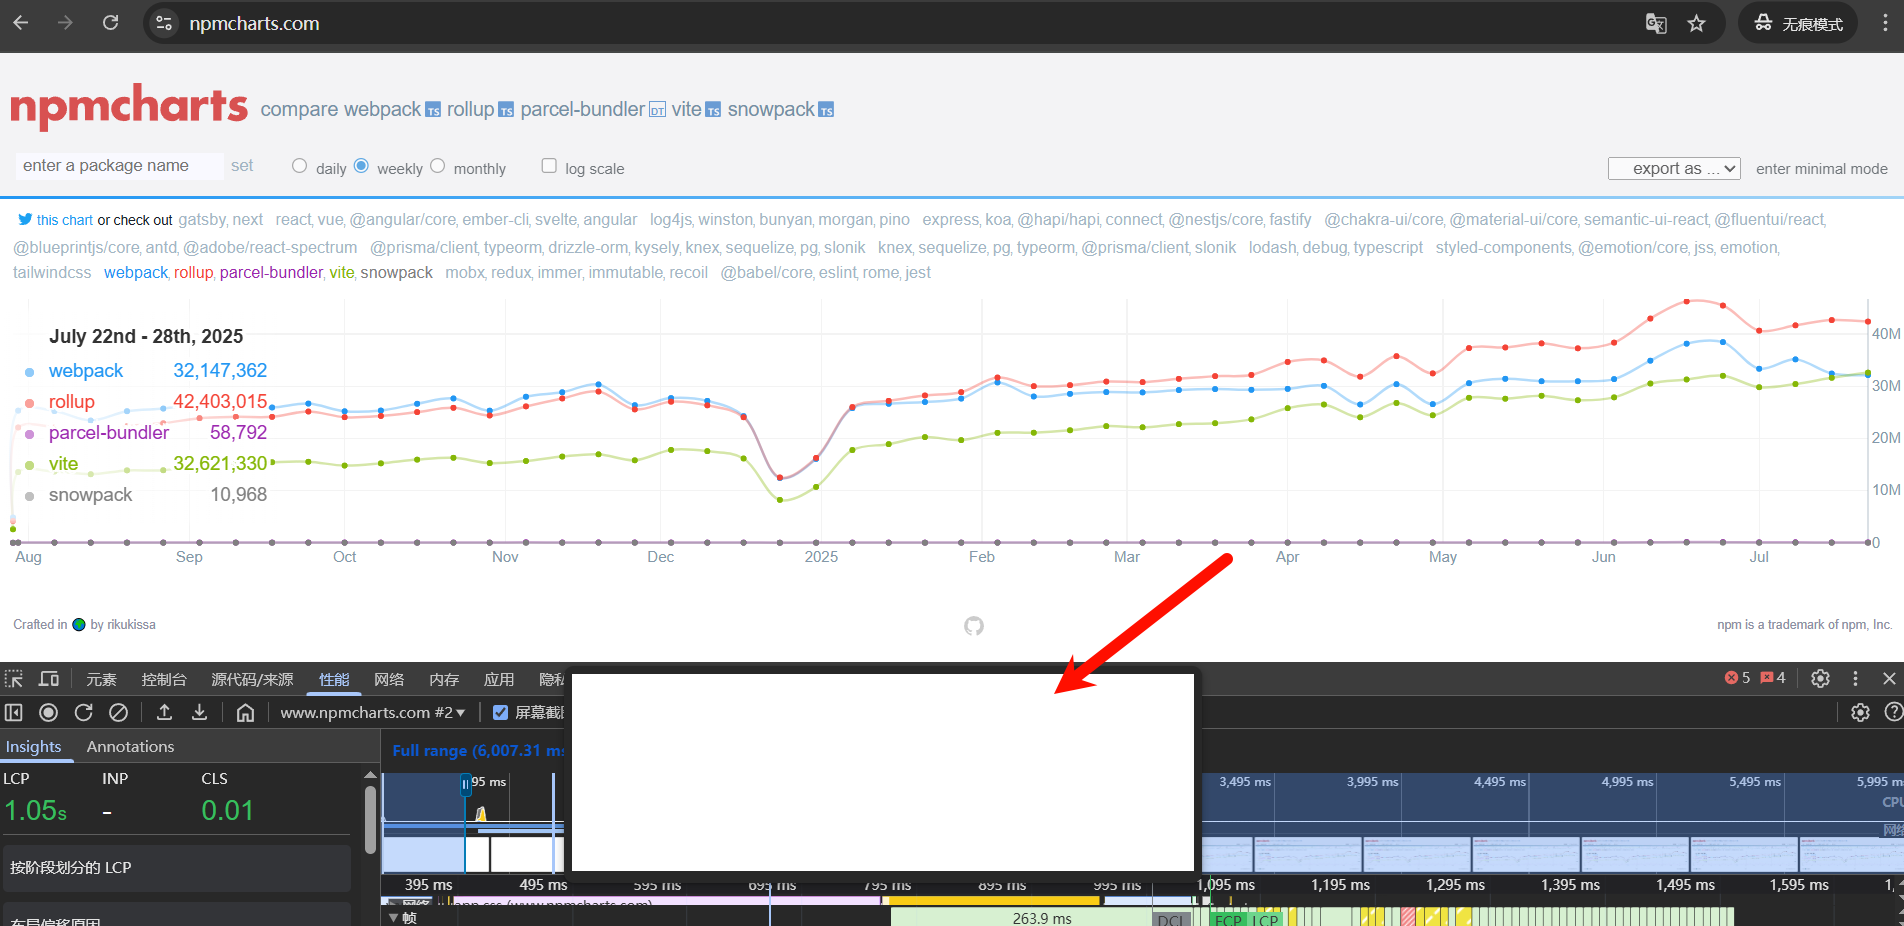 npmcharts.com
无痕模式
npmcharts compare webpack TS rollup TS parcel-bundler DT vite TS snowpack TS
enter a package name set daily weekly monthly log scale export as ... enter minimal mode
this chart or check out gatsby, next react, vue, @angular/core, ember-cli, svelte, angular log4js, winston, bunyan, morgan, pino express, koa, @hapi/hapi, connect, @nestjs/core, fastify @chakra-ui/core, @material-ui/core, semantic-ui-react, @fluentui/react,
@blueprintjs/core, antd, @adobe/react-spectrum @prisma/client, typeorm, drizzle-orm, kysely, knex, sequelize, pg, slonik knex, sequelize, pg, typeorm, @prisma/client, slonik lodash, debug, typescript styled-components, @emotion/core, jss, emotion,
tailwindcss webpack, rollup, parcel-bundler, vite, snowpack mobx, redux, immer, immutable, recoil @babel/core, eslint, rome, jest
July 22nd - 28th, 2025
webpack 32,147,362
rollup 42,403,015
parcel-bundler 58,792
vite 32,621,330
snowpack 10,968
40M
30M
20M
10M
0
Aug Sep Oct Nov Dec 2025 Feb Mar Apr May Jun Jul
Crafted in by rikukissa
npm is a trademark of npm, Inc.
元素 控制台 源代码/来源 性能 网络 内存 应用 隐私 5 4
www.npmcharts.com #2 屏幕截图
Insights Annotations
Full range (6,007.31 ms
LCP INP CLS
1.05s - 0.01
按阶段划分的 LCP
布局偏移原因
95 ms 3,495 ms 3,995 ms 4,495 ms 4,995 ms 5,495 ms 5,995 ms
CPU
网络
395 ms 495 ms 595 ms 695 ms 795 ms 895 ms 995 ms 1,095 ms 1,195 ms 1,295 ms 1,395 ms 1,495 ms 1,595 ms
网络 app.css (www.npmcharts.com)
帧 263.9 ms DCL FCP LCP